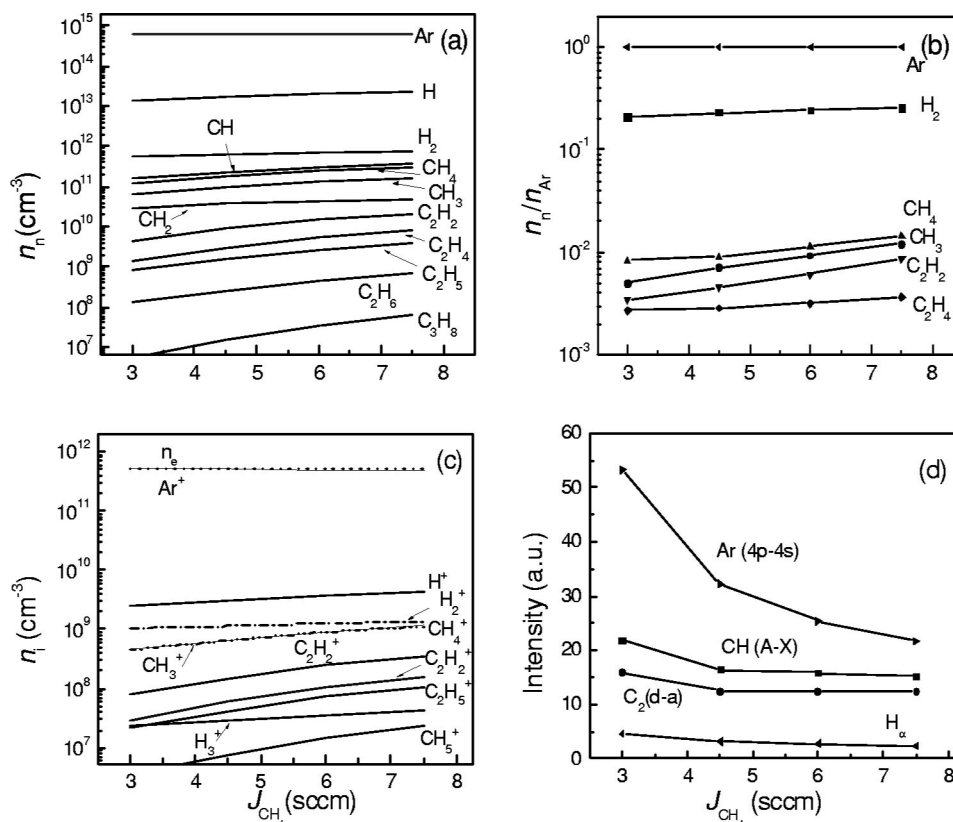 (a)
10^15
10^14
10^13
10^12
10^11
10^10
10^9
10^8
10^7
n_n (cm^-3)
Ar
H
CH
H_2
CH_4
CH_3
CH_2
C_2H_2
C_2H_4
C_2H_5
C_2H_6
C_3H_8
3 4 5 6 7 8
(b)
10^0
10^-1
10^-2
10^-3
n_n/n_Ar
Ar
H_2
CH_4
CH_3
C_2H_2
C_2H_4
3 4 5 6 7 8
(c)
10^12
10^11
10^10
10^9
10^8
10^7
n_i (cm^-3)
n_e
Ar^+
H^+
H_2^+
CH_4^+
CH_3^+
C_2H_2^+
C_2H_2^+
C_2H_5^+
H_3^+
CH_5^+
3 4 5 6 7 8
J_CH (sccm)
(d)
60
50
40
30
20
10
0
Intensity (a.u.)
Ar (4p-4s)
CH (A-X)
C_2(d-a)
H_α
3 4 5 6 7 8
J_CH (sccm)